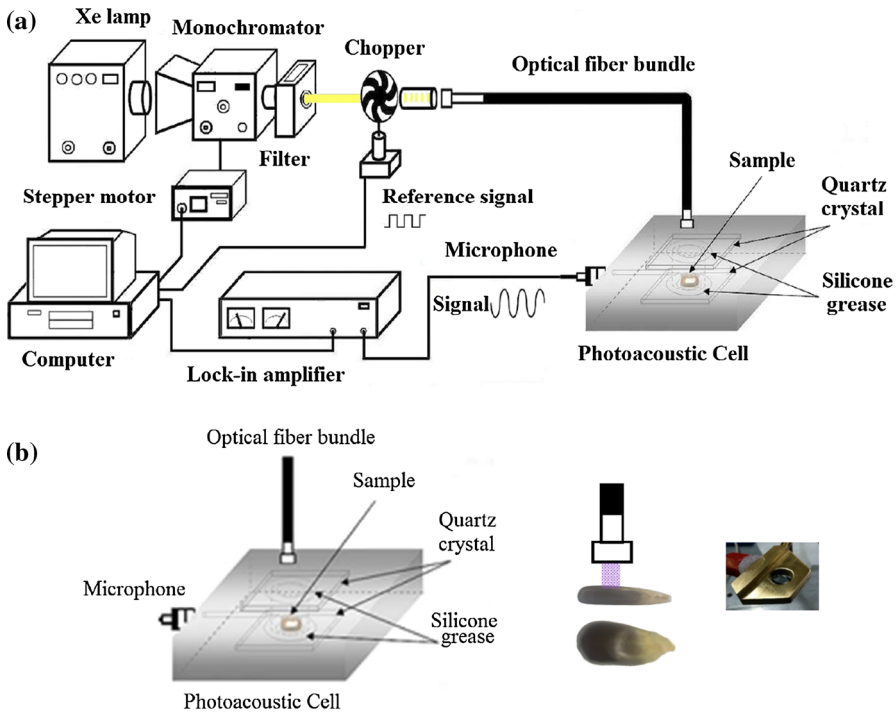 (a)
Xe lamp
Monochromator
Chopper
Optical fiber bundle
Filter
Sample
Stepper motor
Reference signal
Quartz
crystal
Microphone
Signal
Silicone
grease
Computer
Lock-in amplifier
Photoacoustic Cell
(b)
Optical fiber bundle
Sample
Quartz
crystal
Microphone
Silicone
grease
Photoacoustic Cell